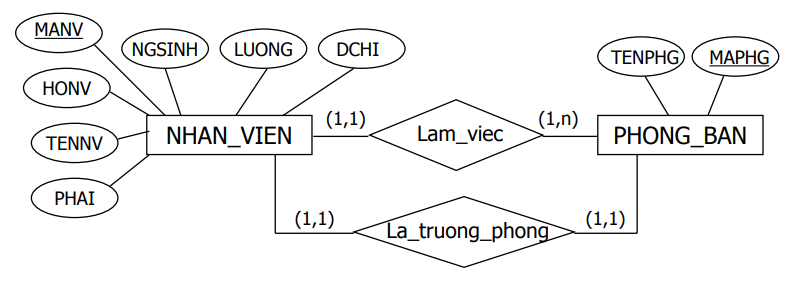 MANV
NGSINH
LUONG
DCHI
TENPHG
MAPHG
HONV
TENNV
PHAI
NHAN_VIEN
(1,1)
Lam_viec
(1,n)
PHONG_BAN
(1,1)
La_truong_phong
(1,1)